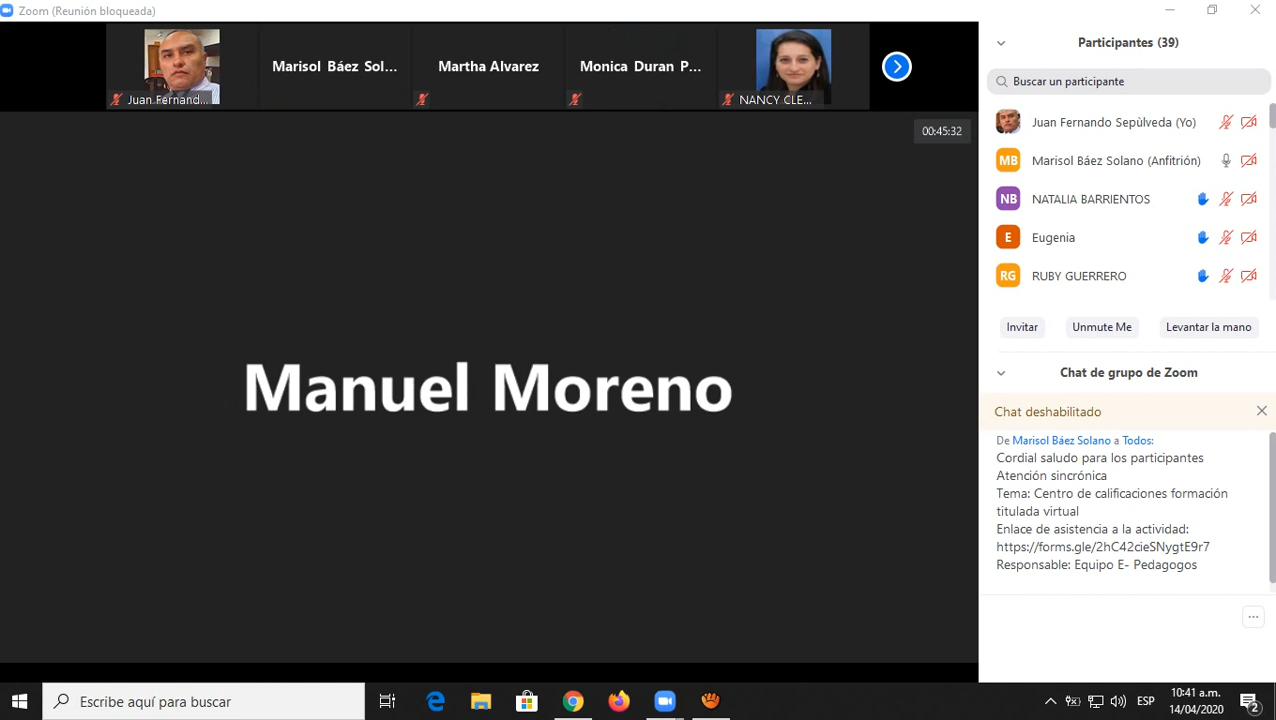 Zoom (Reunión bloqueada)
Juan Fernand...
Marisol Báez Sol...
Martha Alvarez
Monica Duran P...
NANCY CLE...
00:45:32
Manuel Moreno
Participantes (39)
Buscar un participante
Juan Fernando Sepùlveda (Yo)
MB Marisol Báez Solano (Anfitrión)
NB NATALIA BARRIENTOS
E Eugenia
RG RUBY GUERRERO
Invitar Unmute Me Levantar la mano
Chat de grupo de Zoom
Chat deshabilitado
De Marisol Báez Solano a Todos:
Cordial saludo para los participantes
Atención sincrónica
Tema: Centro de calificaciones formación
titulada virtual
Enlace de asistencia a la actividad:
https://forms.gle/2hC42cieSNygtE9r7
Responsable: Equipo E- Pedagogos
Escribe aquí para buscar
ESP
10:41 a.m.
14/04/2020
2